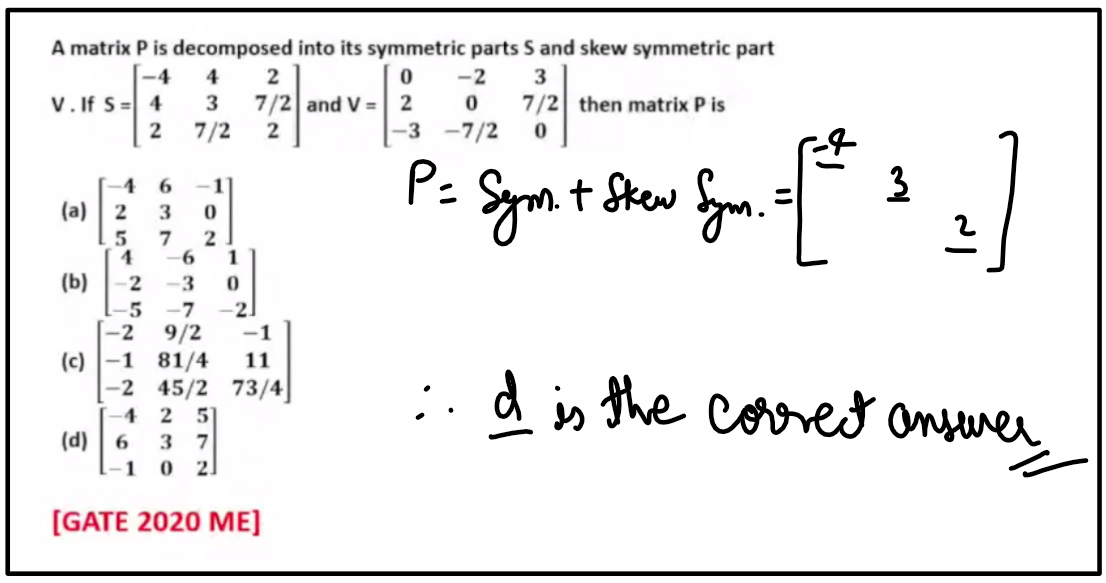 A matrix P is decomposed into its symmetric parts S and skew symmetric part
V. If S = [−4 4 2; 4 3 7/2; 2 7/2 2] and V = [0 −2 3; 2 0 7/2; −3 −7/2 0] then matrix P is
(a) [−4 6 −1; 2 3 0; 5 7 2]
(b) [4 −6 1; −2 −3 0; −5 −7 −2]
(c) [−2 9/2 −1; −1 81/4 11; −2 45/2 73/4]
(d) [−4 2 5; 6 3 7; −1 0 2]
[GATE 2020 ME]
P = Sym. + Skew Sym. = [−4 3 2]
∴ d is the correct answer